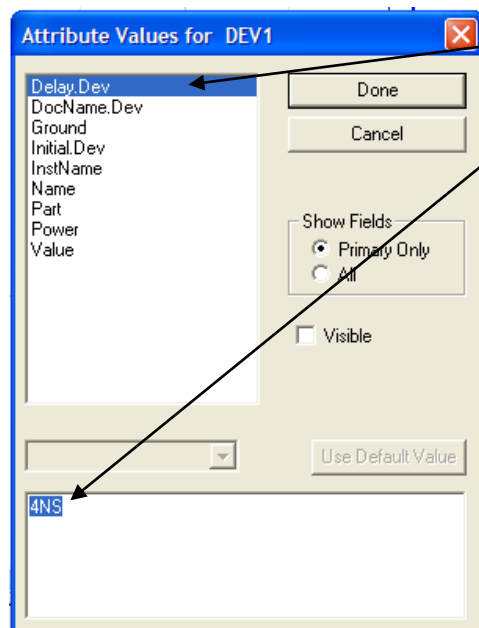 Attribute Values for DEV1
Delay.Dev
DocName.Dev
Ground
Initial.Dev
InstName
Name
Part
Power
Value
Done
Cancel
Show Fields
Primary Only
All
Visible
Use Default Value
4NS